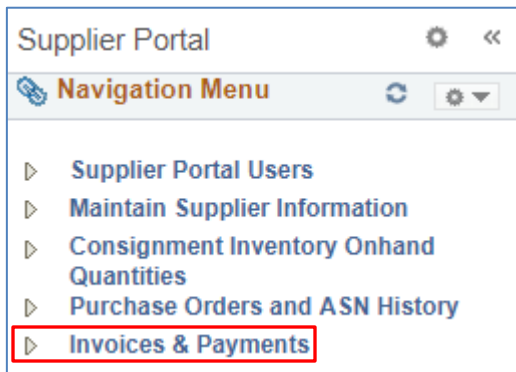 Supplier Portal
Navigation Menu
Supplier Portal Users
Maintain Supplier Information
Consignment Inventory Onhand
Quantities
Purchase Orders and ASN History
Invoices & Payments